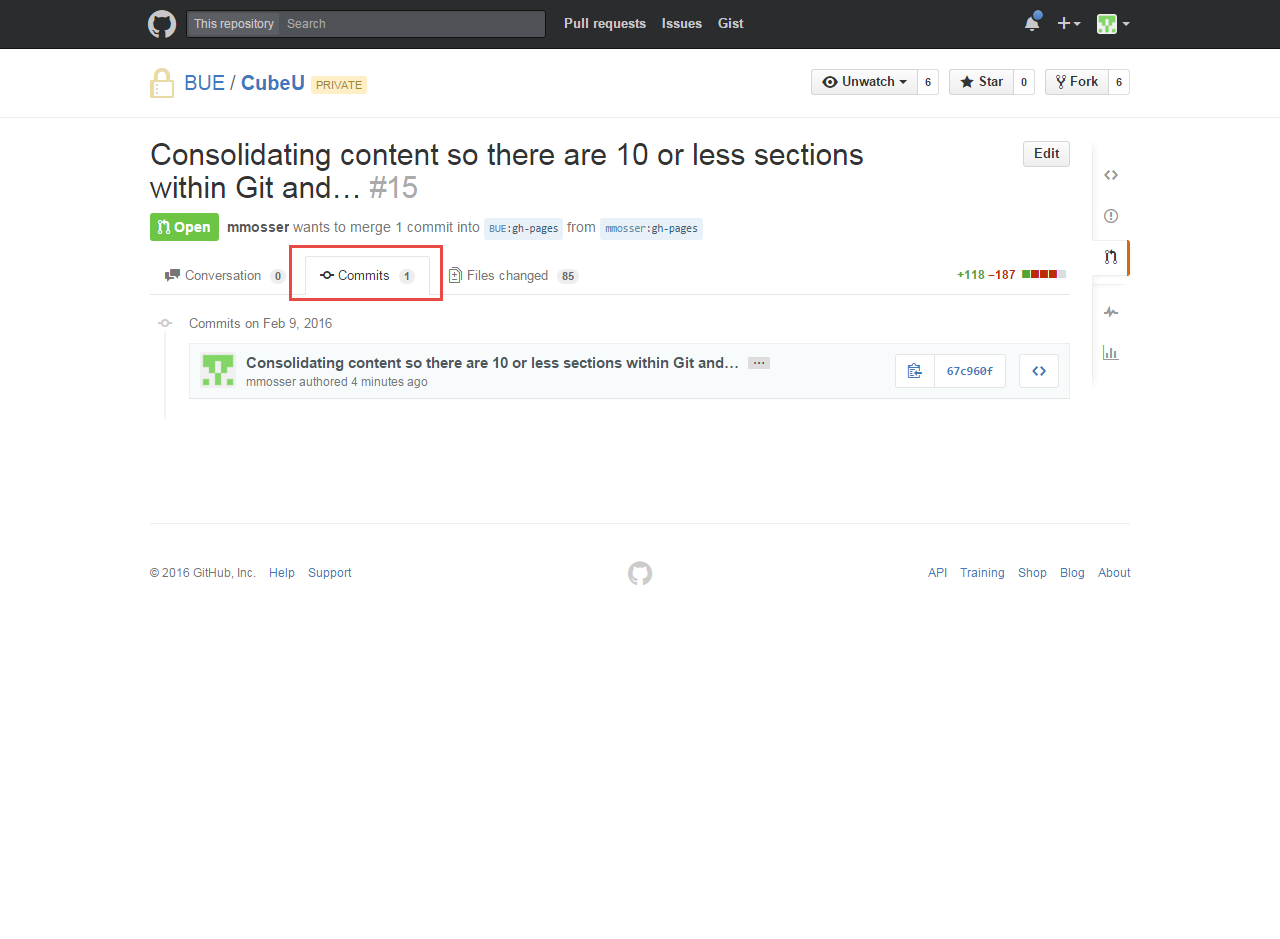 This repository Search Pull requests Issues Gist
BUE / CubeU PRIVATE Unwatch 6 Star 0 Fork 6
Consolidating content so there are 10 or less sections
within Git and… #15
Edit
Open mmosser wants to merge 1 commit into BUE:gh-pages from mmosser:gh-pages
Conversation 0 Commits 1 Files changed 85 +118 −187
Commits on Feb 9, 2016
Consolidating content so there are 10 or less sections within Git and… …
mmosser authored 4 minutes ago
67c960f
© 2016 GitHub, Inc. Help Support API Training Shop Blog About